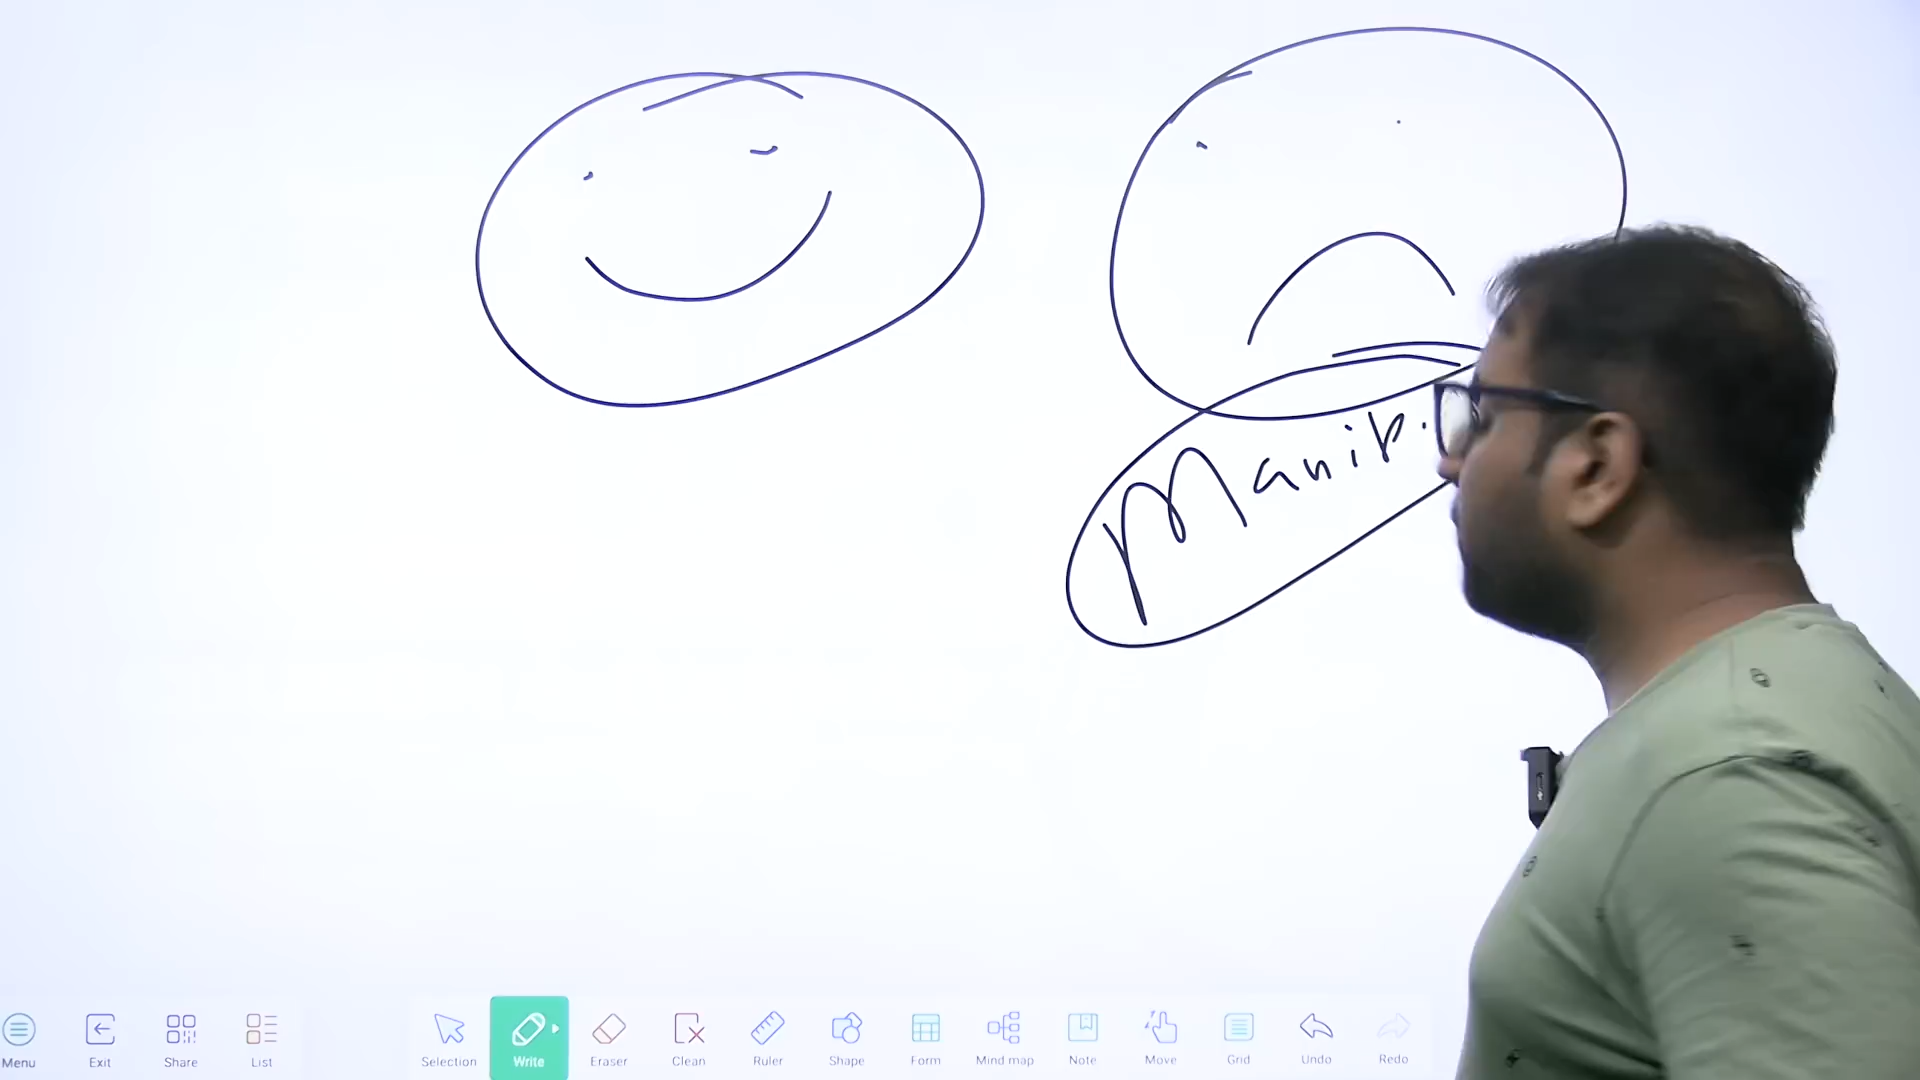 Manip.
Menu
Exit
Share
List
Selection
Write
Eraser
Clean
Ruler
Shape
Form
Mind map
Note
Move
Grid
Undo
Redo